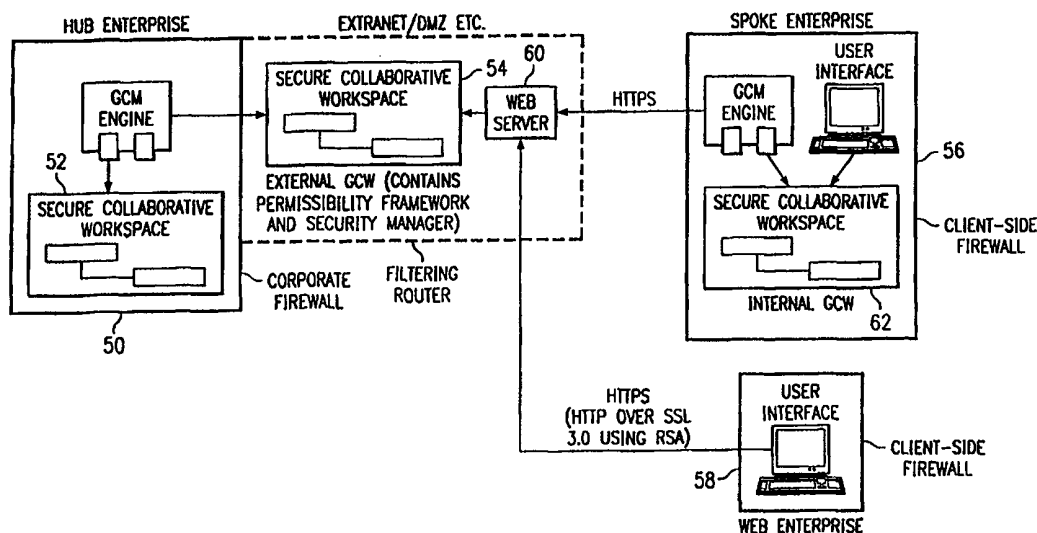 HUB ENTERPRISE
GCM
ENGINE
52
SECURE COLLABORATIVE
WORKSPACE
50
CORPORATE
FIREWALL
EXTRANET/DMZ ETC.
54
SECURE COLLABORATIVE
WORKSPACE
EXTERNAL GCW (CONTAINS
PERMISSIBILITY FRAMEWORK
AND SECURITY MANAGER)
60
WEB
SERVER
FILTERING
ROUTER
HTTPS
SPOKE ENTERPRISE
GCM
ENGINE
USER
INTERFACE
56
SECURE COLLABORATIVE
WORKSPACE
INTERNAL GCW
62
CLIENT-SIDE
FIREWALL
HTTPS
(HTTP OVER SSL
3.0 USING RSA)
USER
INTERFACE
58
CLIENT-SIDE
FIREWALL
WEB ENTERPRISE